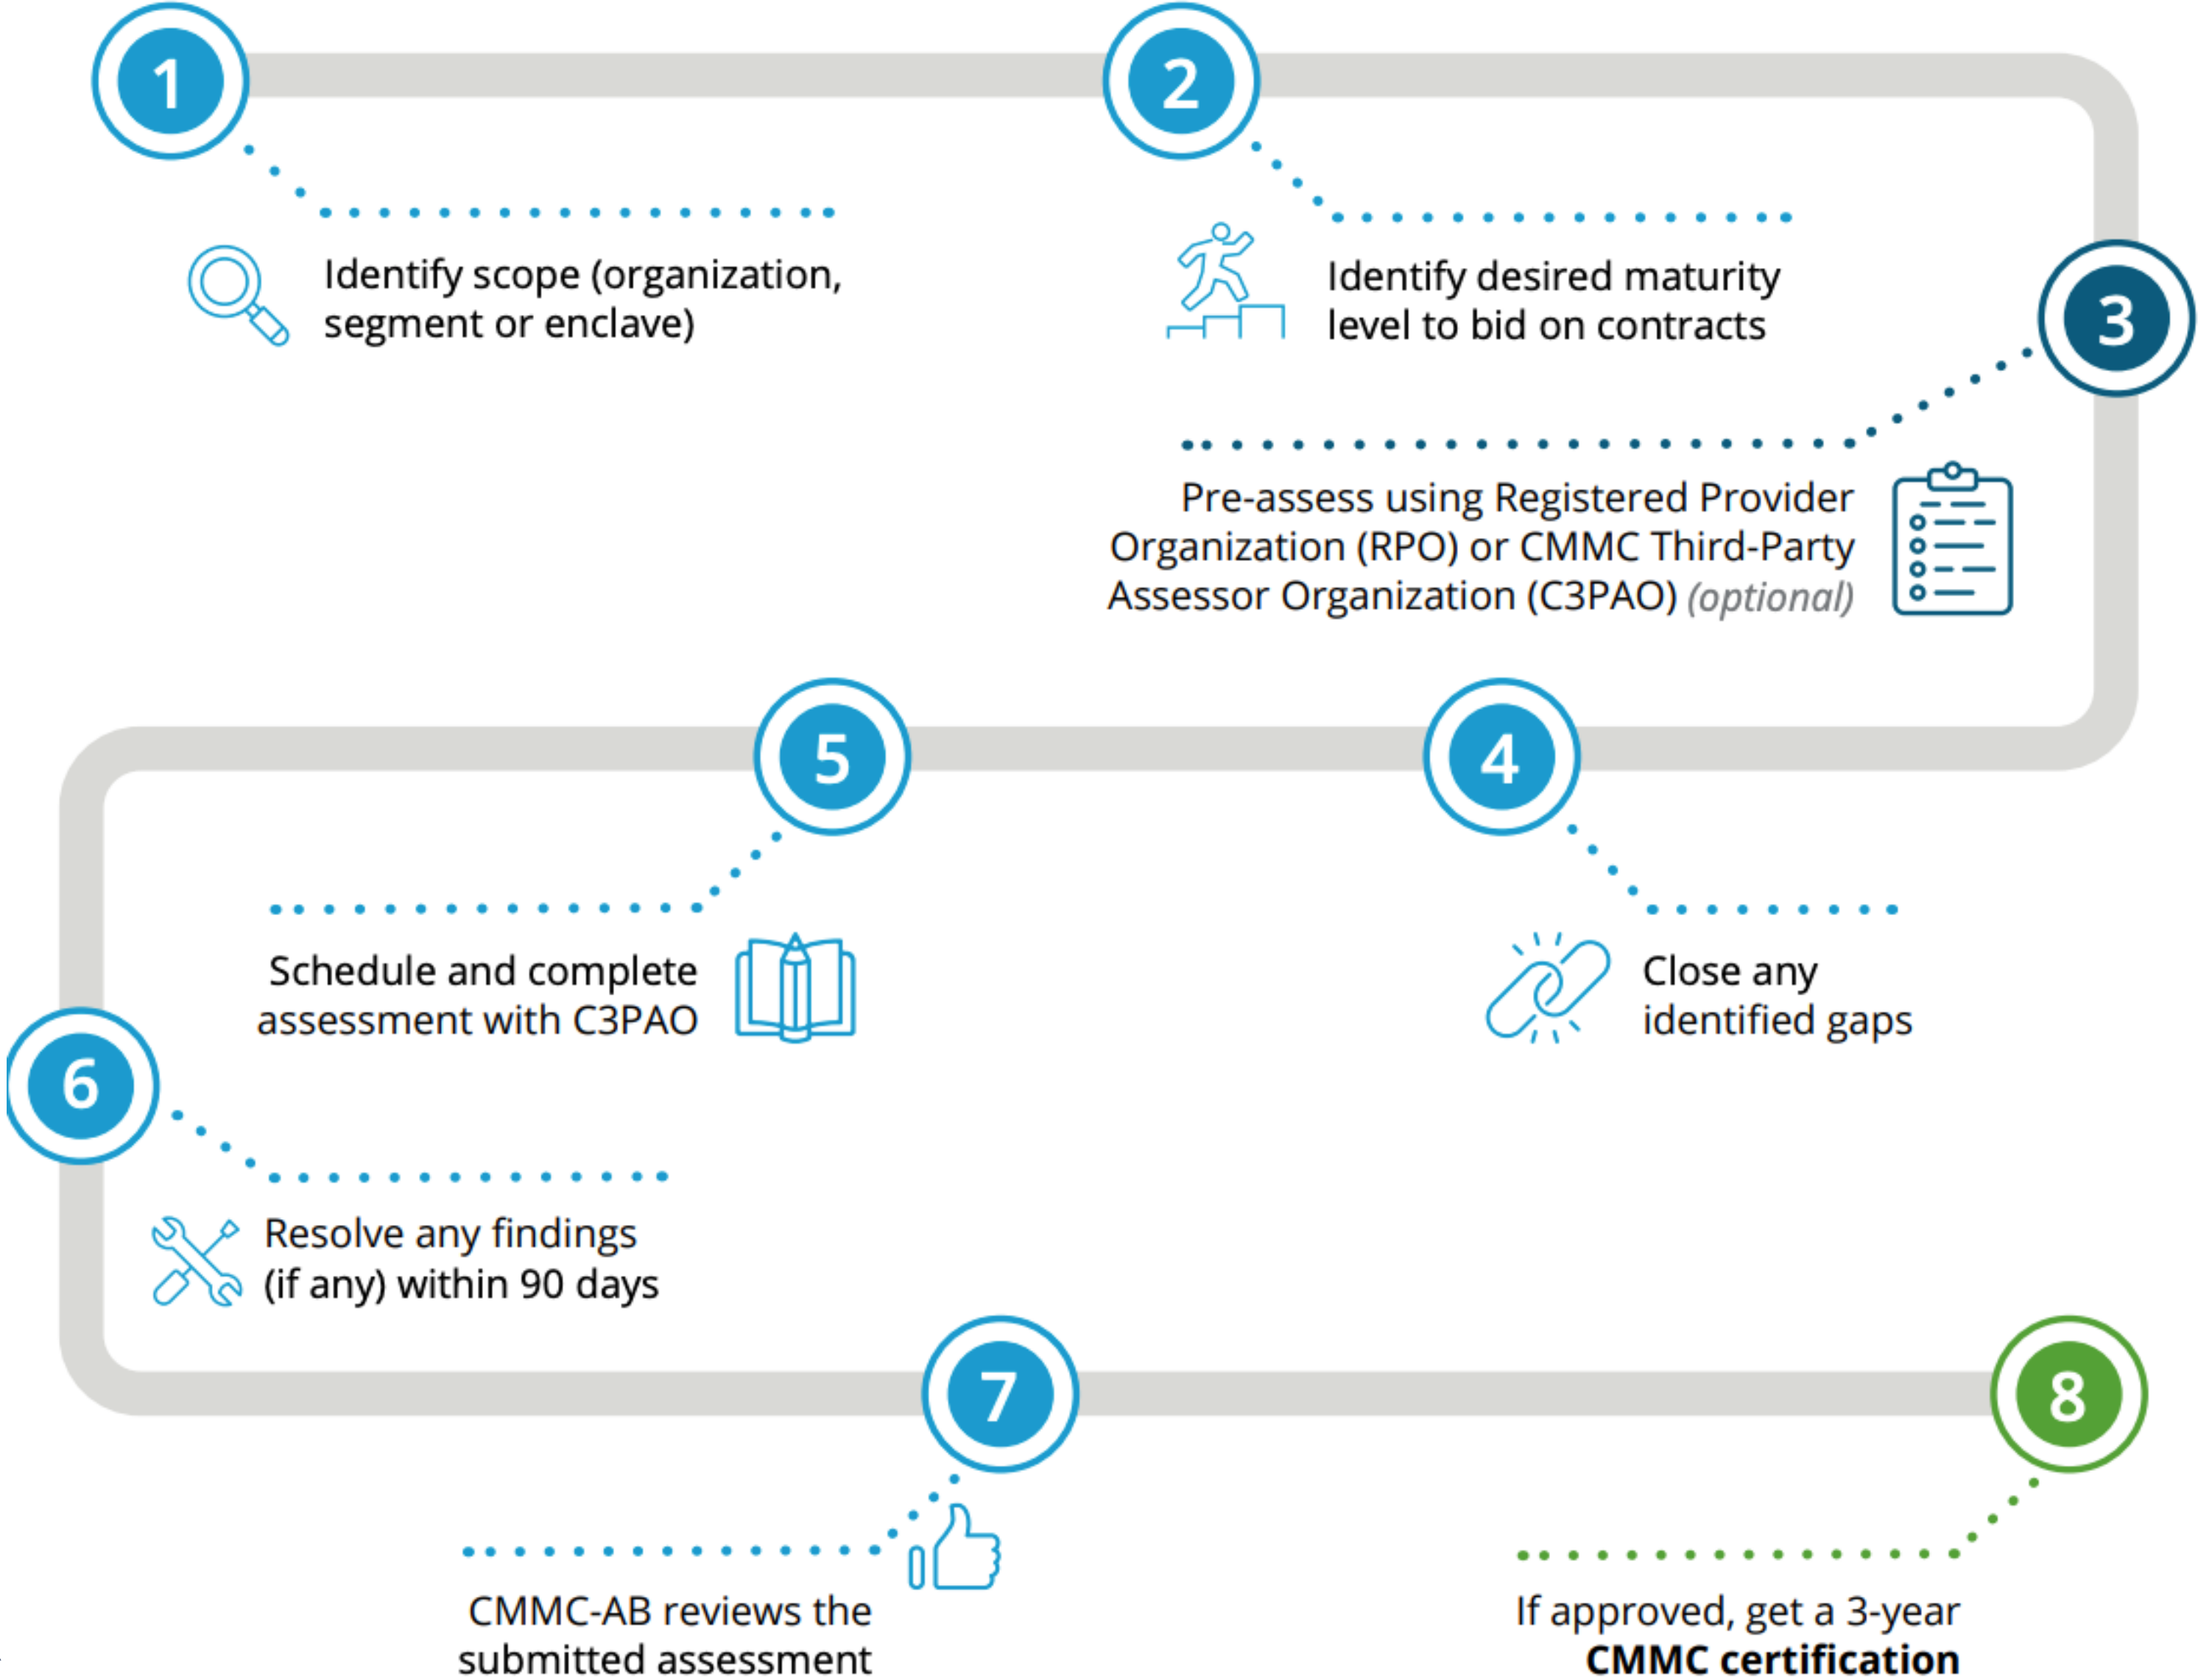 1
Identify scope (organization,
segment or enclave)
2
Identify desired maturity
level to bid on contracts
3
Pre-assess using Registered Provider
Organization (RPO) or CMMC Third-Party
Assessor Organization (C3PAO) (optional)
4
Close any
identified gaps
5
Schedule and complete
assessment with C3PAO
6
Resolve any findings
(if any) within 90 days
7
CMMC-AB reviews the
submitted assessment
8
If approved, get a 3-year
CMMC certification